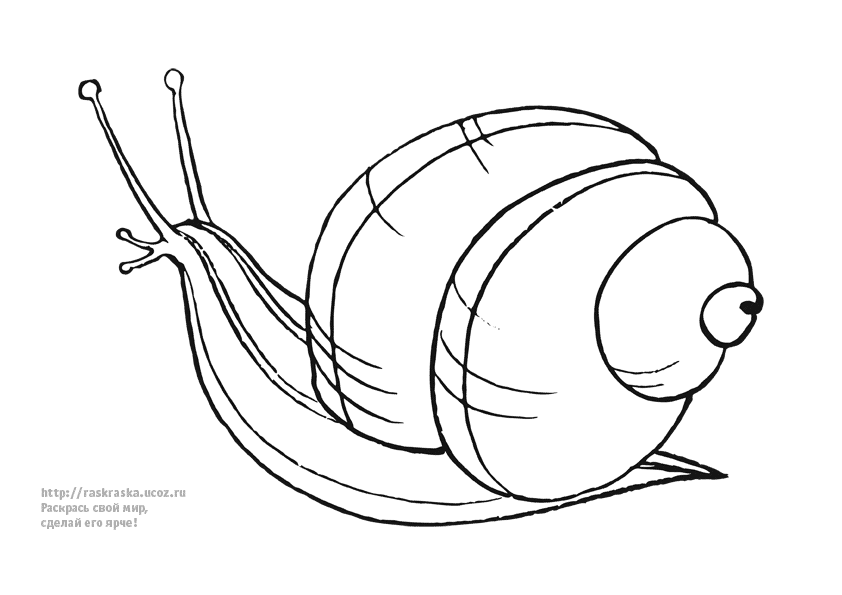 http://raskraska.ucoz.ru
Раскрась свой мир,
сделай его ярче!